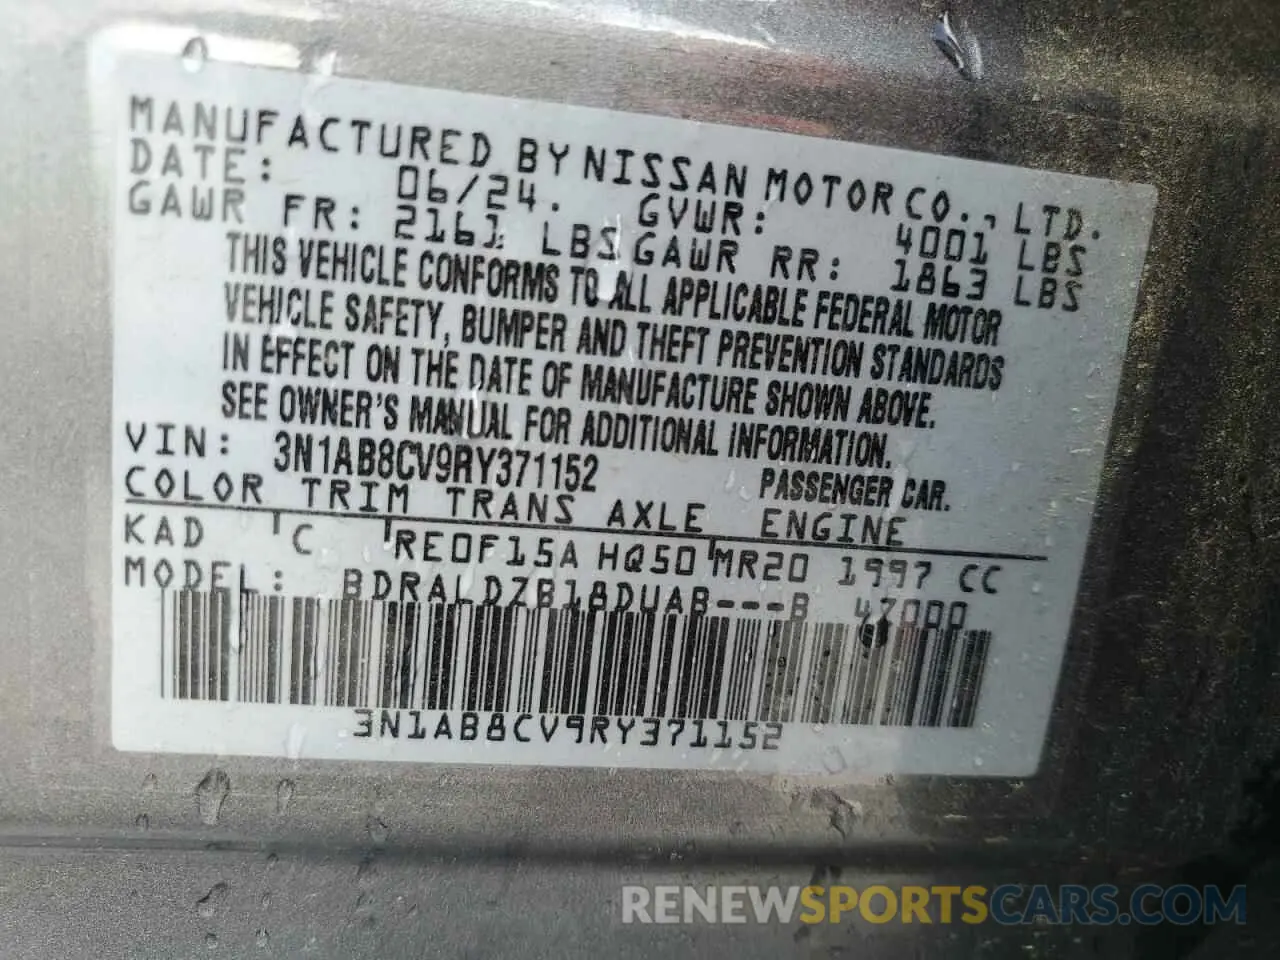 MANUFACTURED BY NISSAN MOTOR CO., LTD.
DATE: 06/24. GVWR: 4001 LBS
GAWR FR: 2161 LBS GAWR RR: 1863 LBS
THIS VEHICLE CONFORMS TO ALL APPLICABLE FEDERAL MOTOR
VEHICLE SAFETY, BUMPER AND THEFT PREVENTION STANDARDS
IN EFFECT ON THE DATE OF MANUFACTURE SHOWN ABOVE.
SEE OWNER'S MANUAL FOR ADDITIONAL INFORMATION.
VIN: 3N1AB8CV9RY371152 PASSENGER CAR.
COLOR TRIM TRANS AXLE ENGINE
KAD C RE0F15A HQ50 MR20 1997 CC
MODEL: BDRALDZB18DUAB---B 47000
3N1AB8CV9RY371152
RENEWSPORTSCARS.COM